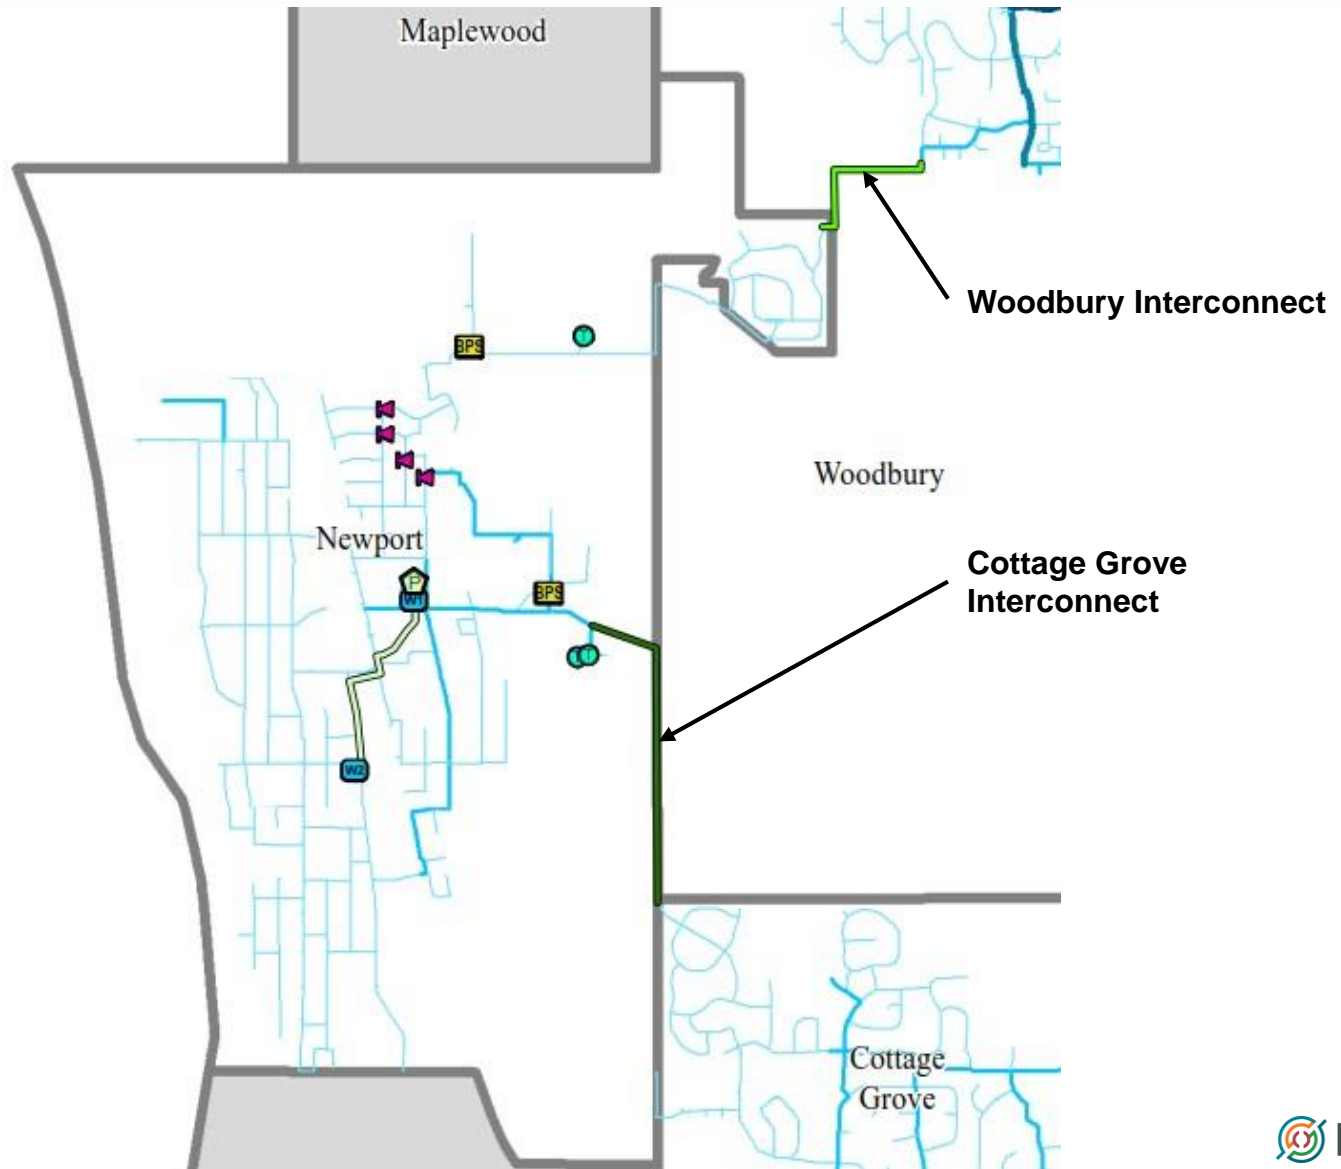 Maplewood
Woodbury Interconnect
BPS
T
Woodbury
Newport
Cottage Grove
Interconnect
P
W1
BPS
T
W2
Cottage
Grove